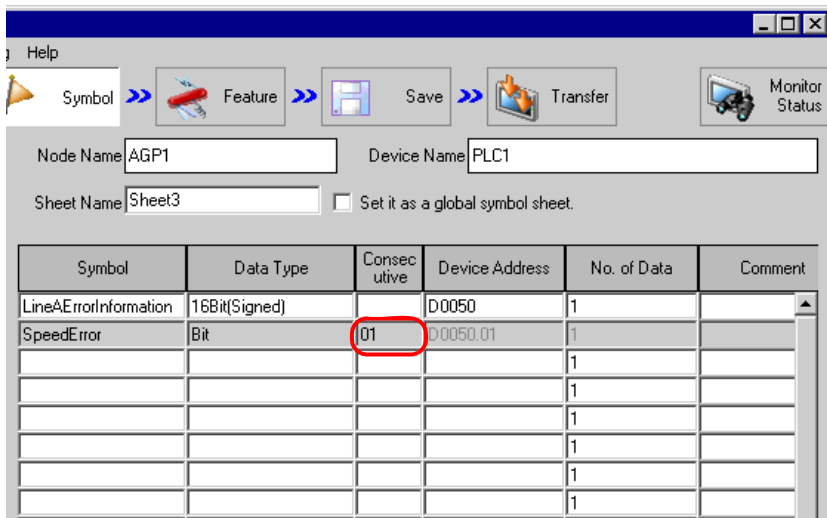 g Help
Symbol Feature Save Transfer Monitor Status
Node Name AGP1 Device Name PLC1
Sheet Name Sheet3 Set it as a global symbol sheet.
Symbol Data Type Consecutive Device Address No. of Data Comment
LineAErrorInformation 16Bit(Signed) D0050 1
SpeedError Bit 01 D0050.01 1
1
1
1
1
1
1